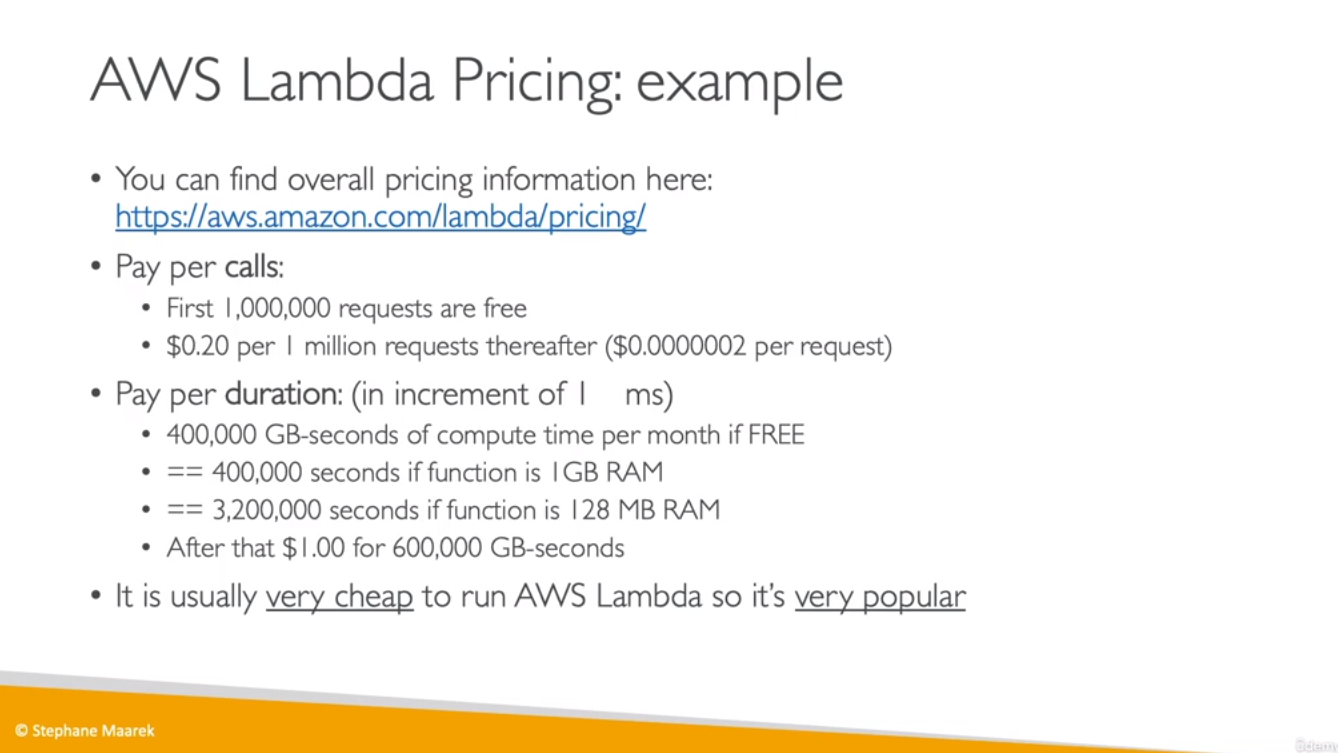 AWS Lambda Pricing: example
• You can find overall pricing information here:
https://aws.amazon.com/lambda/pricing/
• Pay per calls:
• First 1,000,000 requests are free
• $0.20 per 1 million requests thereafter ($0.0000002 per request)
• Pay per duration: (in increment of 1 ms)
• 400,000 GB-seconds of compute time per month if FREE
• == 400,000 seconds if function is 1GB RAM
• == 3,200,000 seconds if function is 128 MB RAM
• After that $1.00 for 600,000 GB-seconds
• It is usually very cheap to run AWS Lambda so it's very popular
© Stephane Maarek